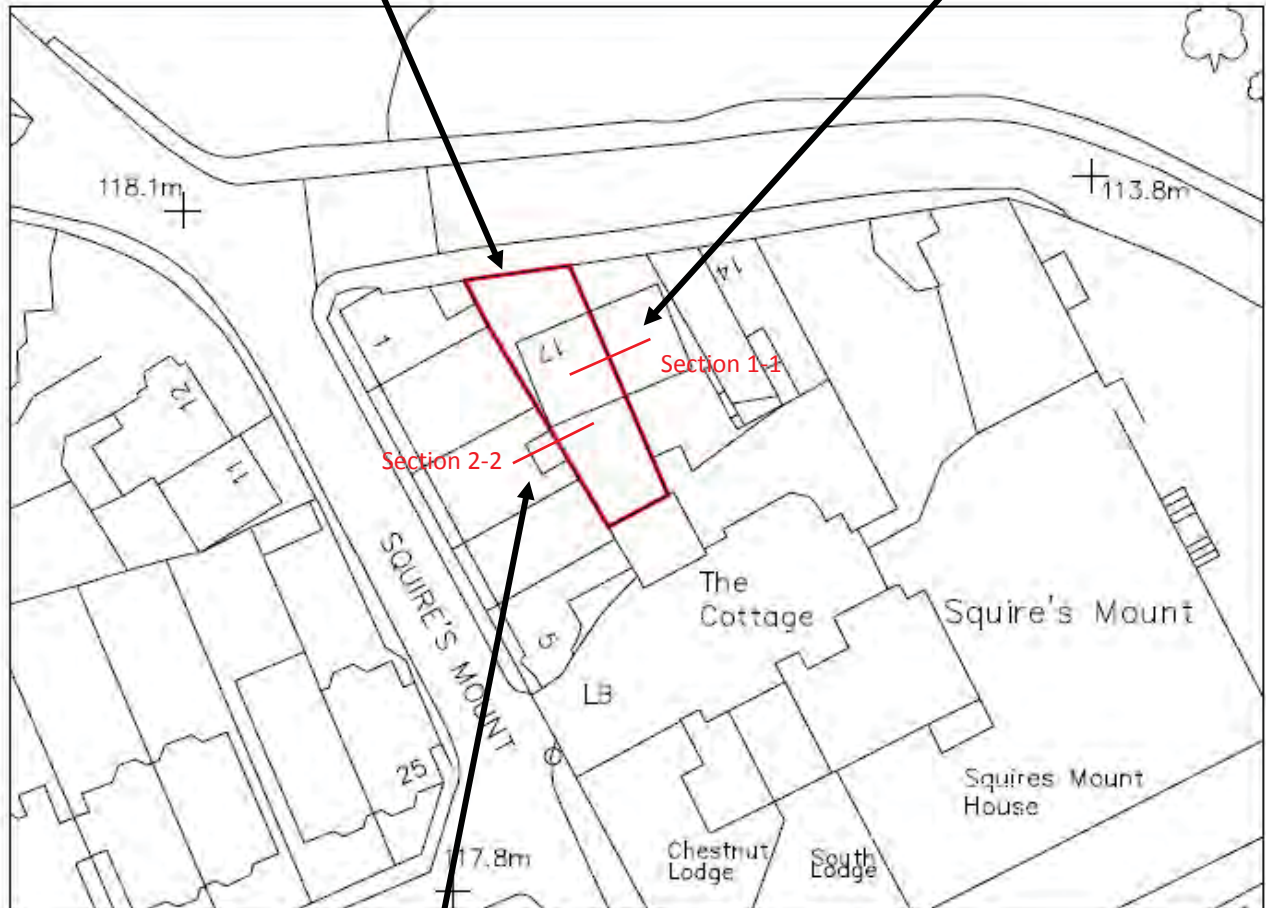 118.1m
113.8m
14
1
17
Section 1-1
12
Section 2-2
11
SQUIRE'S MOUNT
The
Cottage
Squire's Mount
5
LB
25
Squires Mount
House
117.8m
Chestnut
Lodge
South
Lodge